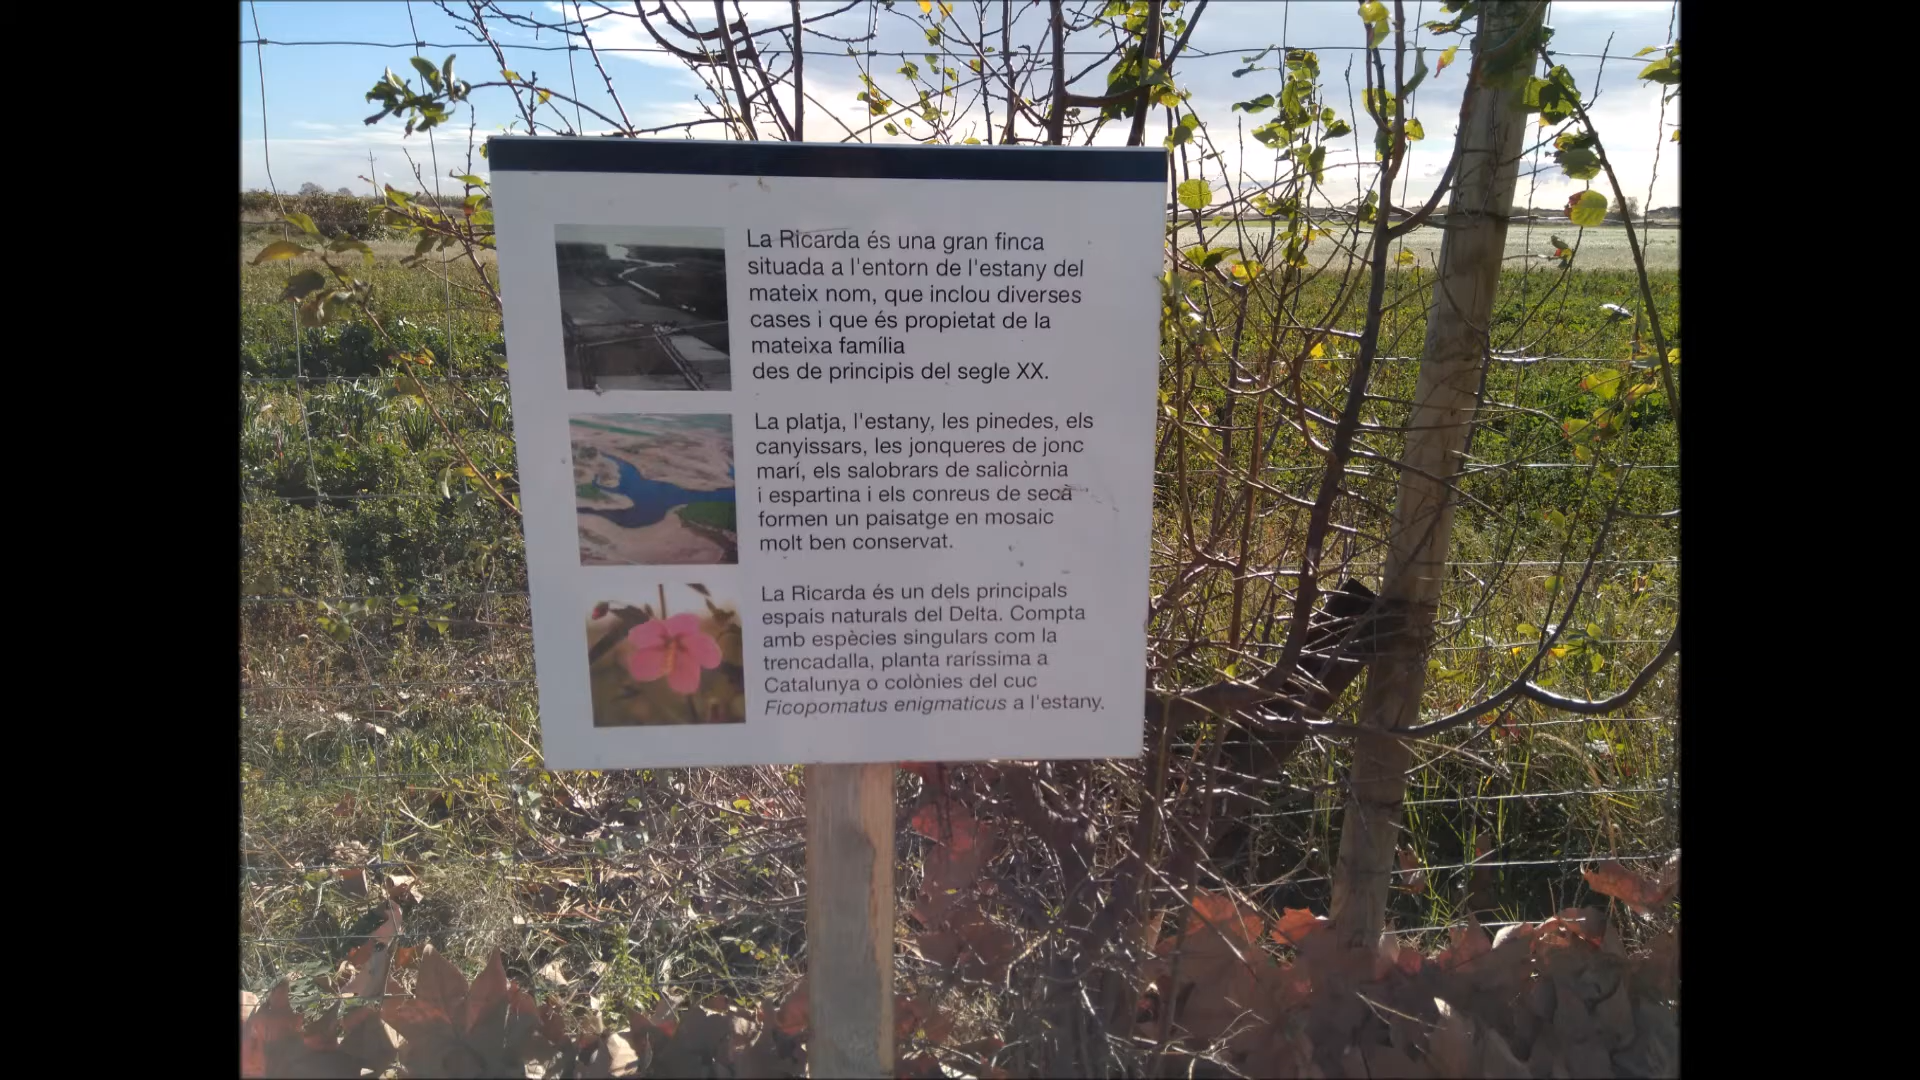 La Ricarda és una gran finca
situada a l'entorn de l'estany del
mateix nom, que inclou diverses
cases i que és propietat de la
mateixa família
des de principis del segle XX.
La platja, l'estany, les pinedes, els
canyissars, les jonqueres de jonc
marí, els salobrars de salicòrnia
i espartina i els conreus de secà
formen un paisatge en mosaic
molt ben conservat.
La Ricarda és un dels principals
espais naturals del Delta. Compta
amb espècies singulars com la
trencadalla, planta raríssima a
Catalunya o colònies del cuc
Ficopomatus enigmaticus a l'estany.